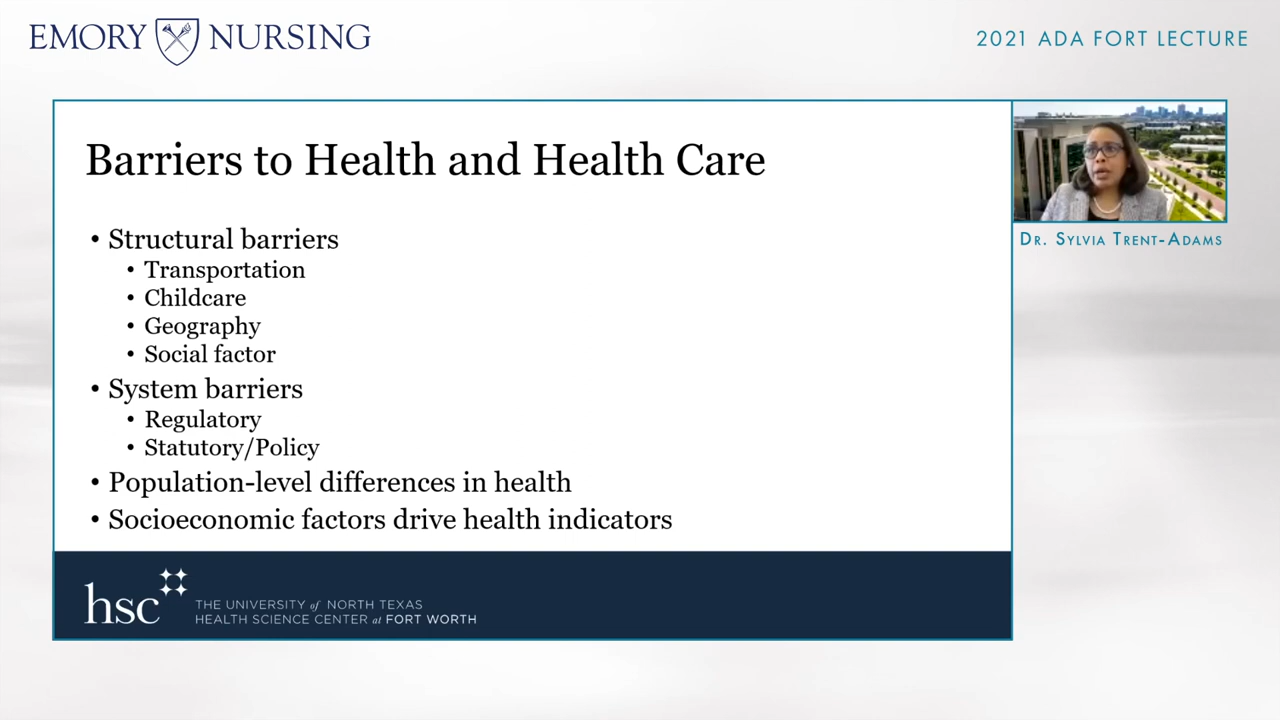 EMORY NURSING
2021 ADA FORT LECTURE
Barriers to Health and Health Care
• Structural barriers
• Transportation
• Childcare
• Geography
• Social factor
• System barriers
• Regulatory
• Statutory/Policy
• Population-level differences in health
• Socioeconomic factors drive health indicators
DR. SYLVIA TRENT-ADAMS
hsc
THE UNIVERSITY of NORTH TEXAS
HEALTH SCIENCE CENTER at FORT WORTH